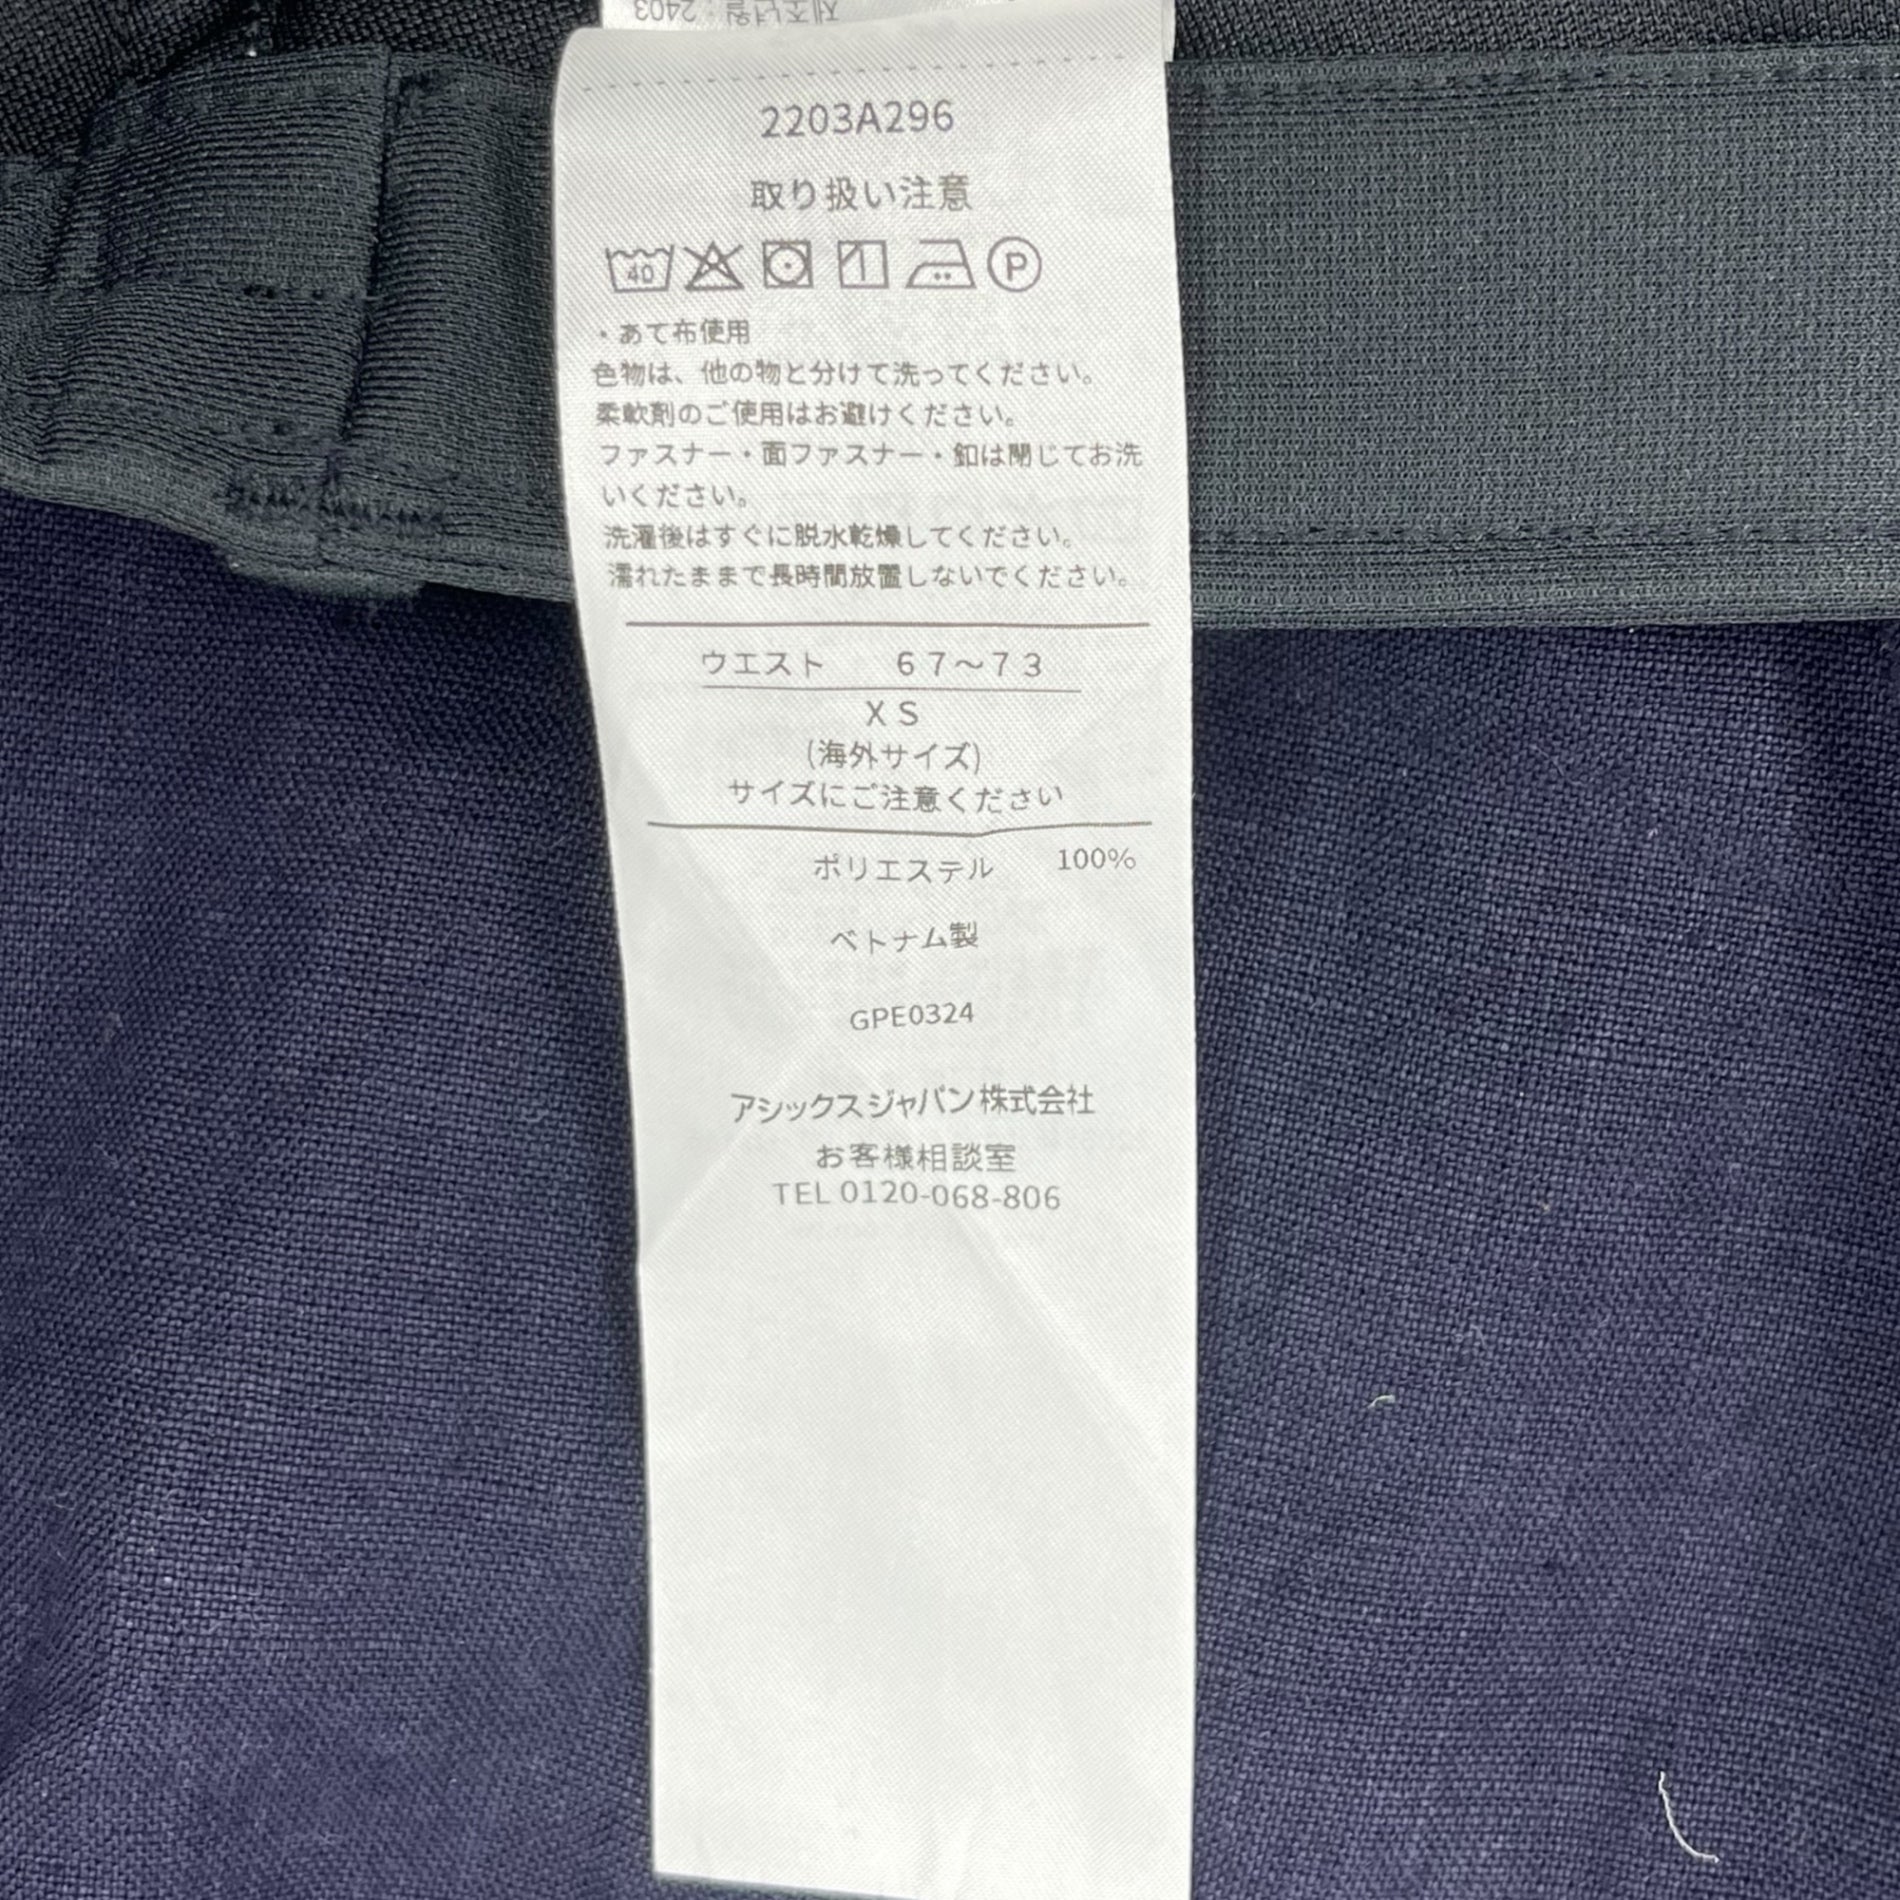 제조년월 : 2403
2203A296
取り扱い注意
40 P
・あて布使用
色物は、他の物と分けて洗ってください。
柔軟剤のご使用はお避けください。
ファスナー・面ファスナー・釦は閉じてお洗
いください。
洗濯後はすぐに脱水乾燥してください。
濡れたままで長時間放置しないでください。
ウエスト ６７〜７３
ＸＳ
(海外サイズ)
サイズにご注意ください
ポリエステル 100%
ベトナム製
GPE0324
アシックスジャパン株式会社
お客様相談室
TEL 0120-068-806